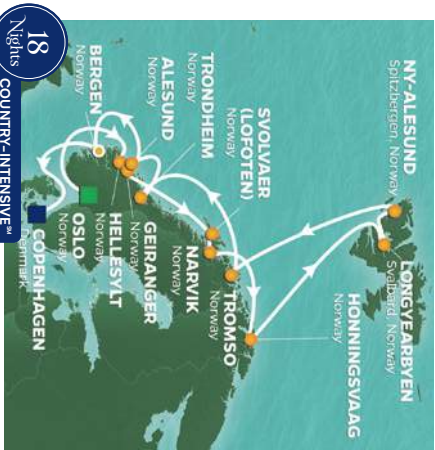 18
Nights
COUNTRY-INTENSIVE℠
NY-ALESUND
Spitzbergen, Norway
LONGYEARBYEN
Svalbard, Norway
HONNINGSVAAG
Norway
TROMSO
Norway
SVOLVAER
(LOFOTEN)
Norway
NARVIK
Norway
TRONDHEIM
Norway
ALESUND
Norway
GEIRANGER
Norway
HELLESYLT
Norway
BERGEN
Norway
OSLO
Norway
COPENHAGEN
Denmark